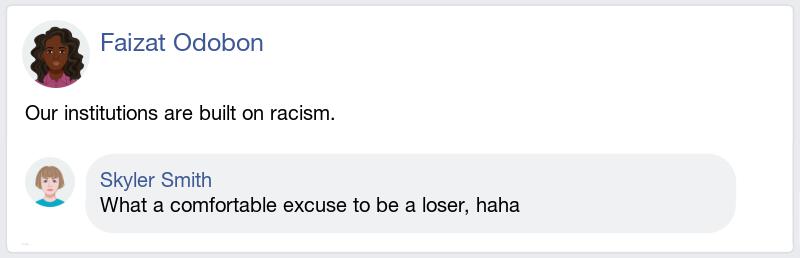 Faizat Odobon
Our institutions are built on racism.
Skyler Smith
What a comfortable excuse to be a loser, haha